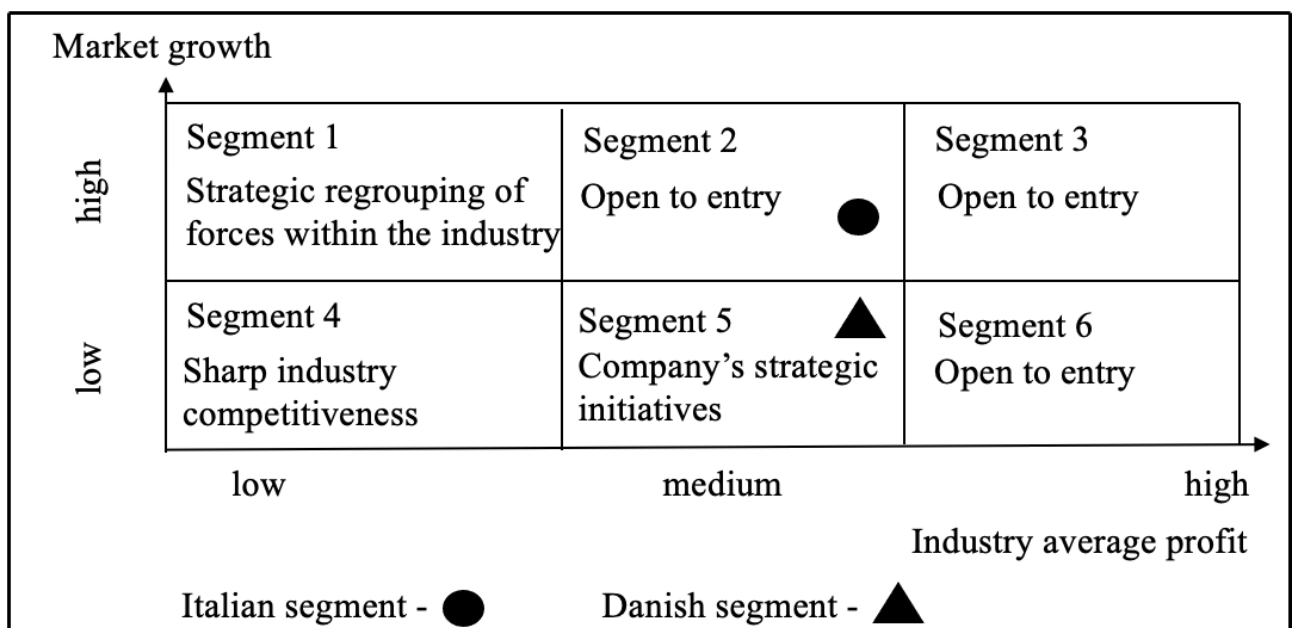 Market growth
high
Segment 1
Strategic regrouping of
forces within the industry
Segment 2
Open to entry
Segment 3
Open to entry
low
Segment 4
Sharp industry
competitiveness
Segment 5
Company’s strategic
initiatives
Segment 6
Open to entry
low
medium
high
Industry average profit
Italian segment -
Danish segment -